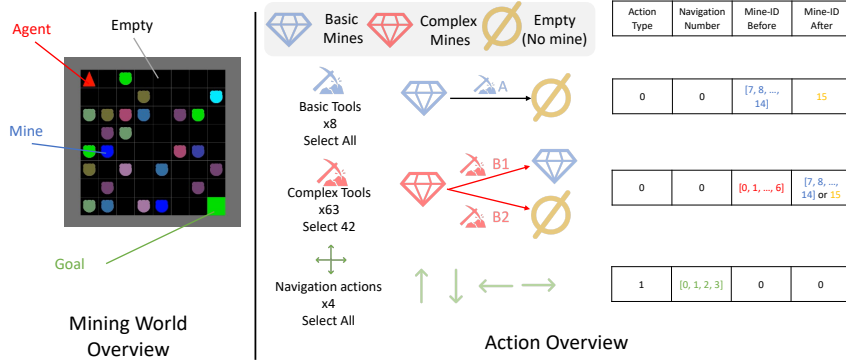 Agent
Empty
Mine
Goal
Mining World
Overview
Basic
Mines
Complex
Mines
Empty
(No mine)
Basic Tools
x8
Select All
A
Complex Tools
x63
Select 42
B1
B2
Navigation actions
x4
Select All
Action Overview
Action
Type
Navigation
Number
Mine-ID
Before
Mine-ID
After
0
0
[7, 8, ...,
14]
15
0
0
[0, 1, ..., 6]
[7, 8, ...,
14] or 15
1
[0, 1, 2, 3]
0
0